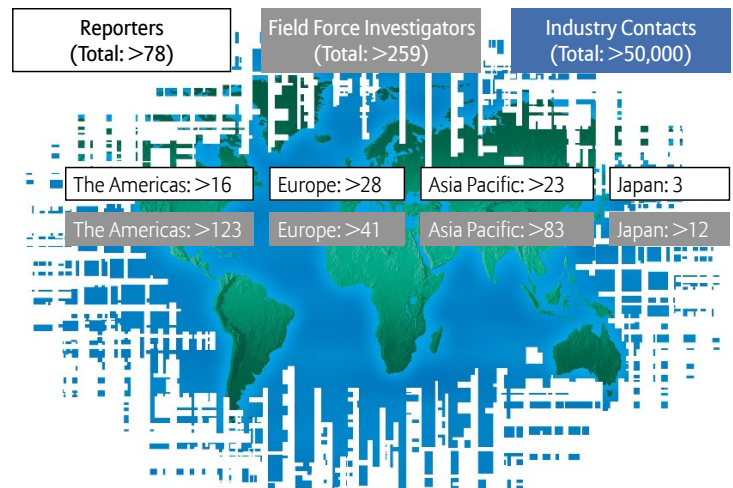 Reporters
(Total: >78)
Field Force Investigators
(Total: >259)
Industry Contacts
(Total: >50,000)
The Americas: >16
Europe: >28
Asia Pacific: >23
Japan: 3
The Americas: >123
Europe: >41
Asia Pacific: >83
Japan: >12